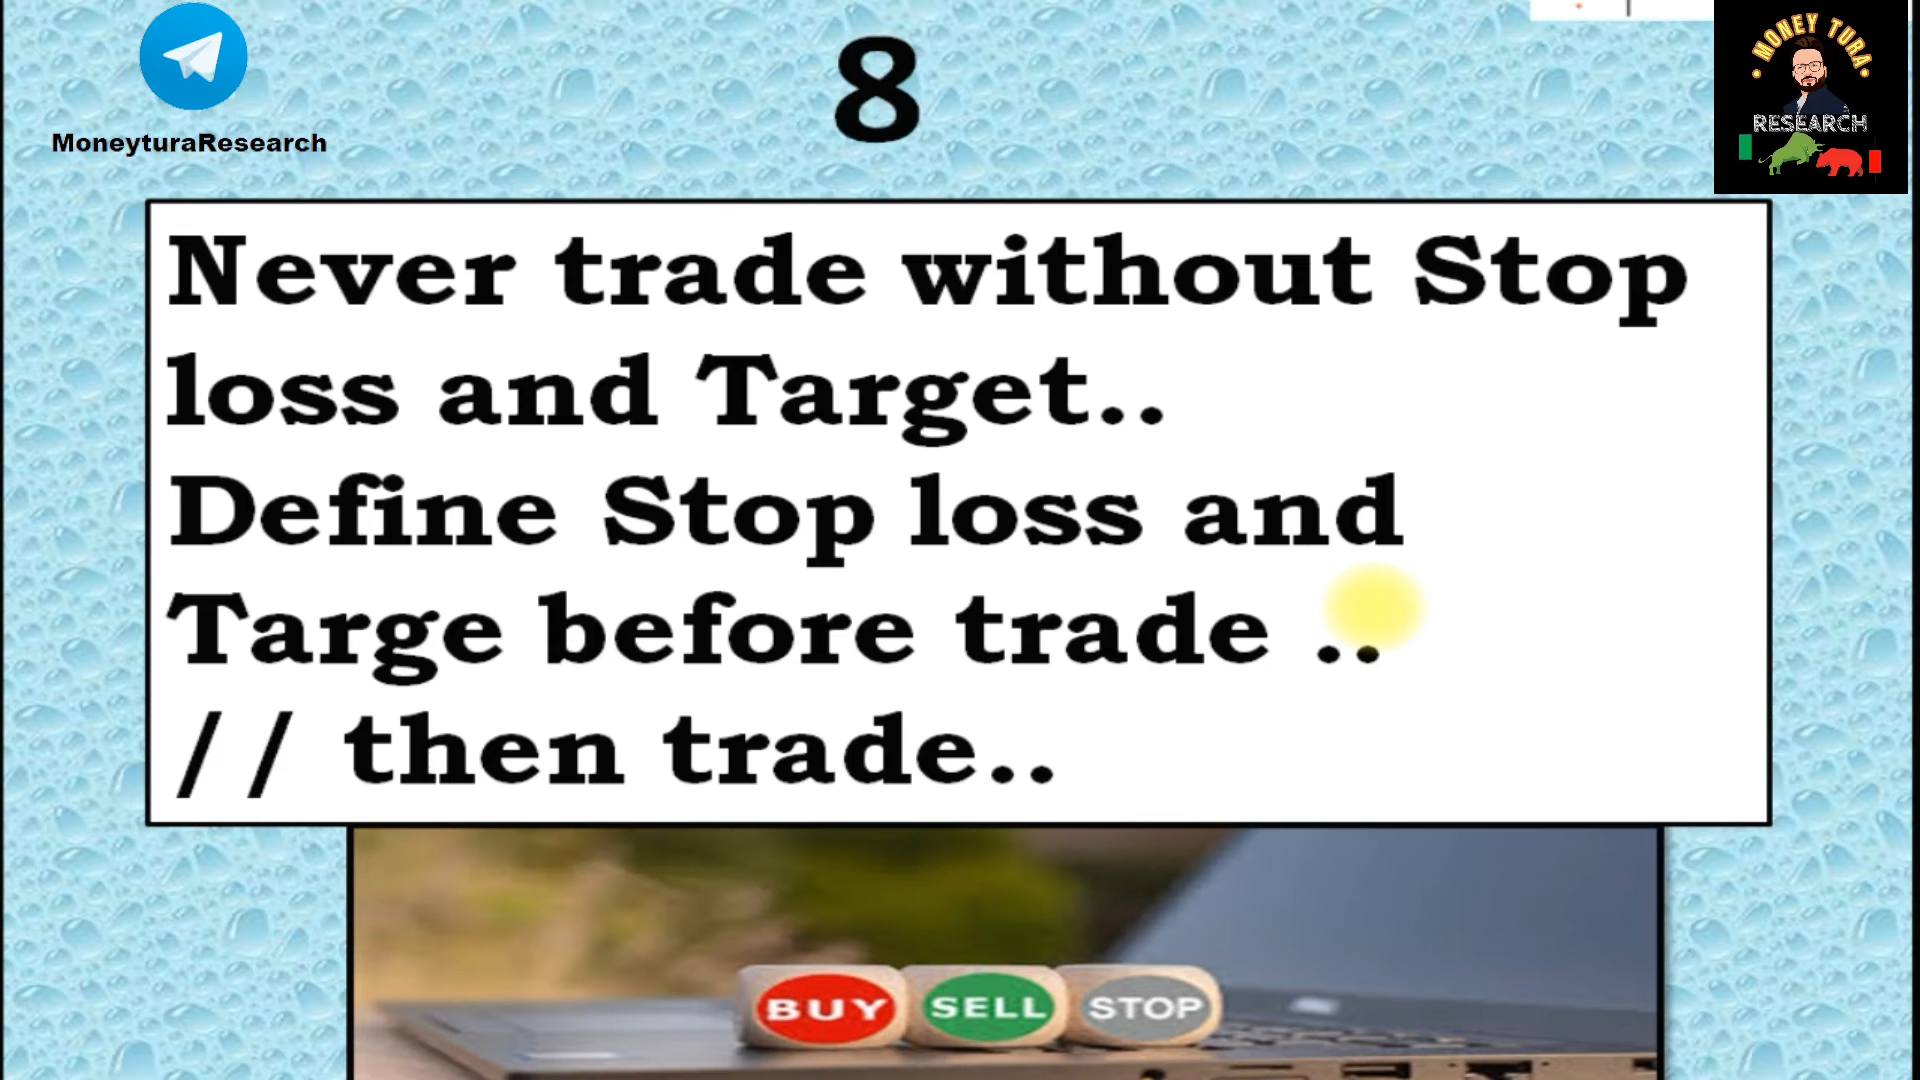 MoneyturaResearch
8
MONEY TURA
RESEARCH
Never trade without Stop
loss and Target..
Define Stop loss and
Targe before trade ..
// then trade..
BUY SELL STOP